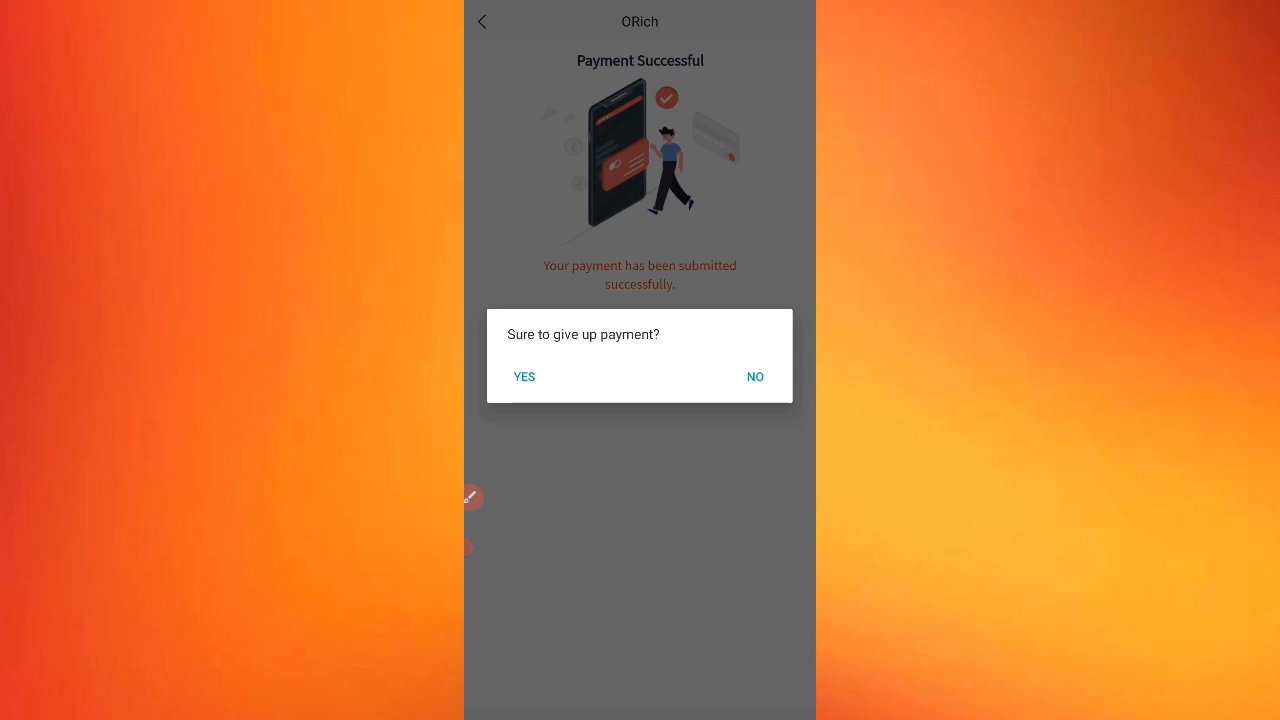 ORich
Payment Successful
Your payment has been submitted
successfully.
Sure to give up payment?
YES
NO